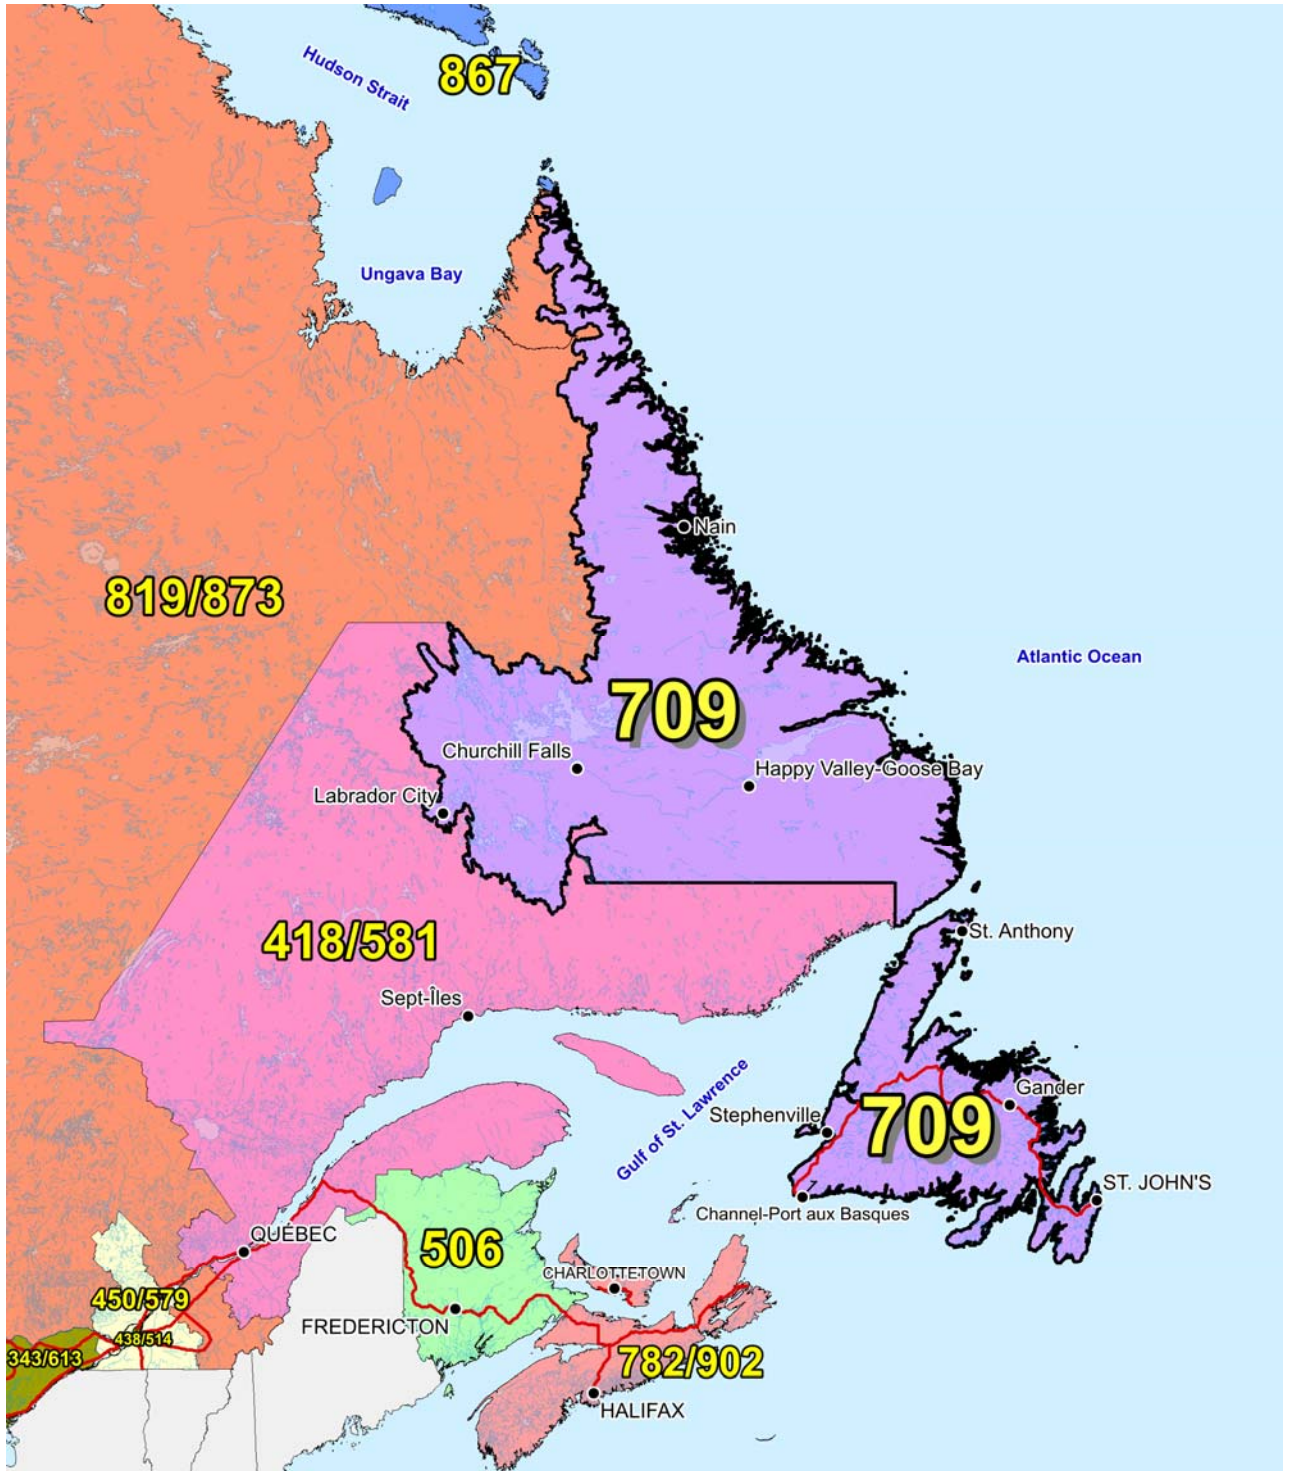 Hudson Strait
867
Ungava Bay
Nain
819/873
Atlantic Ocean
709
Churchill Falls
Happy Valley-Goose Bay
Labrador City
418/581
St. Anthony
Sept-Îles
Gulf of St. Lawrence
Gander
Stephenville
709
ST. JOHN'S
Channel-Port aux Basques
QUÉBEC
506
CHARLOTTETOWN
450/579
FREDERICTON
438/514
343/613
782/902
HALIFAX